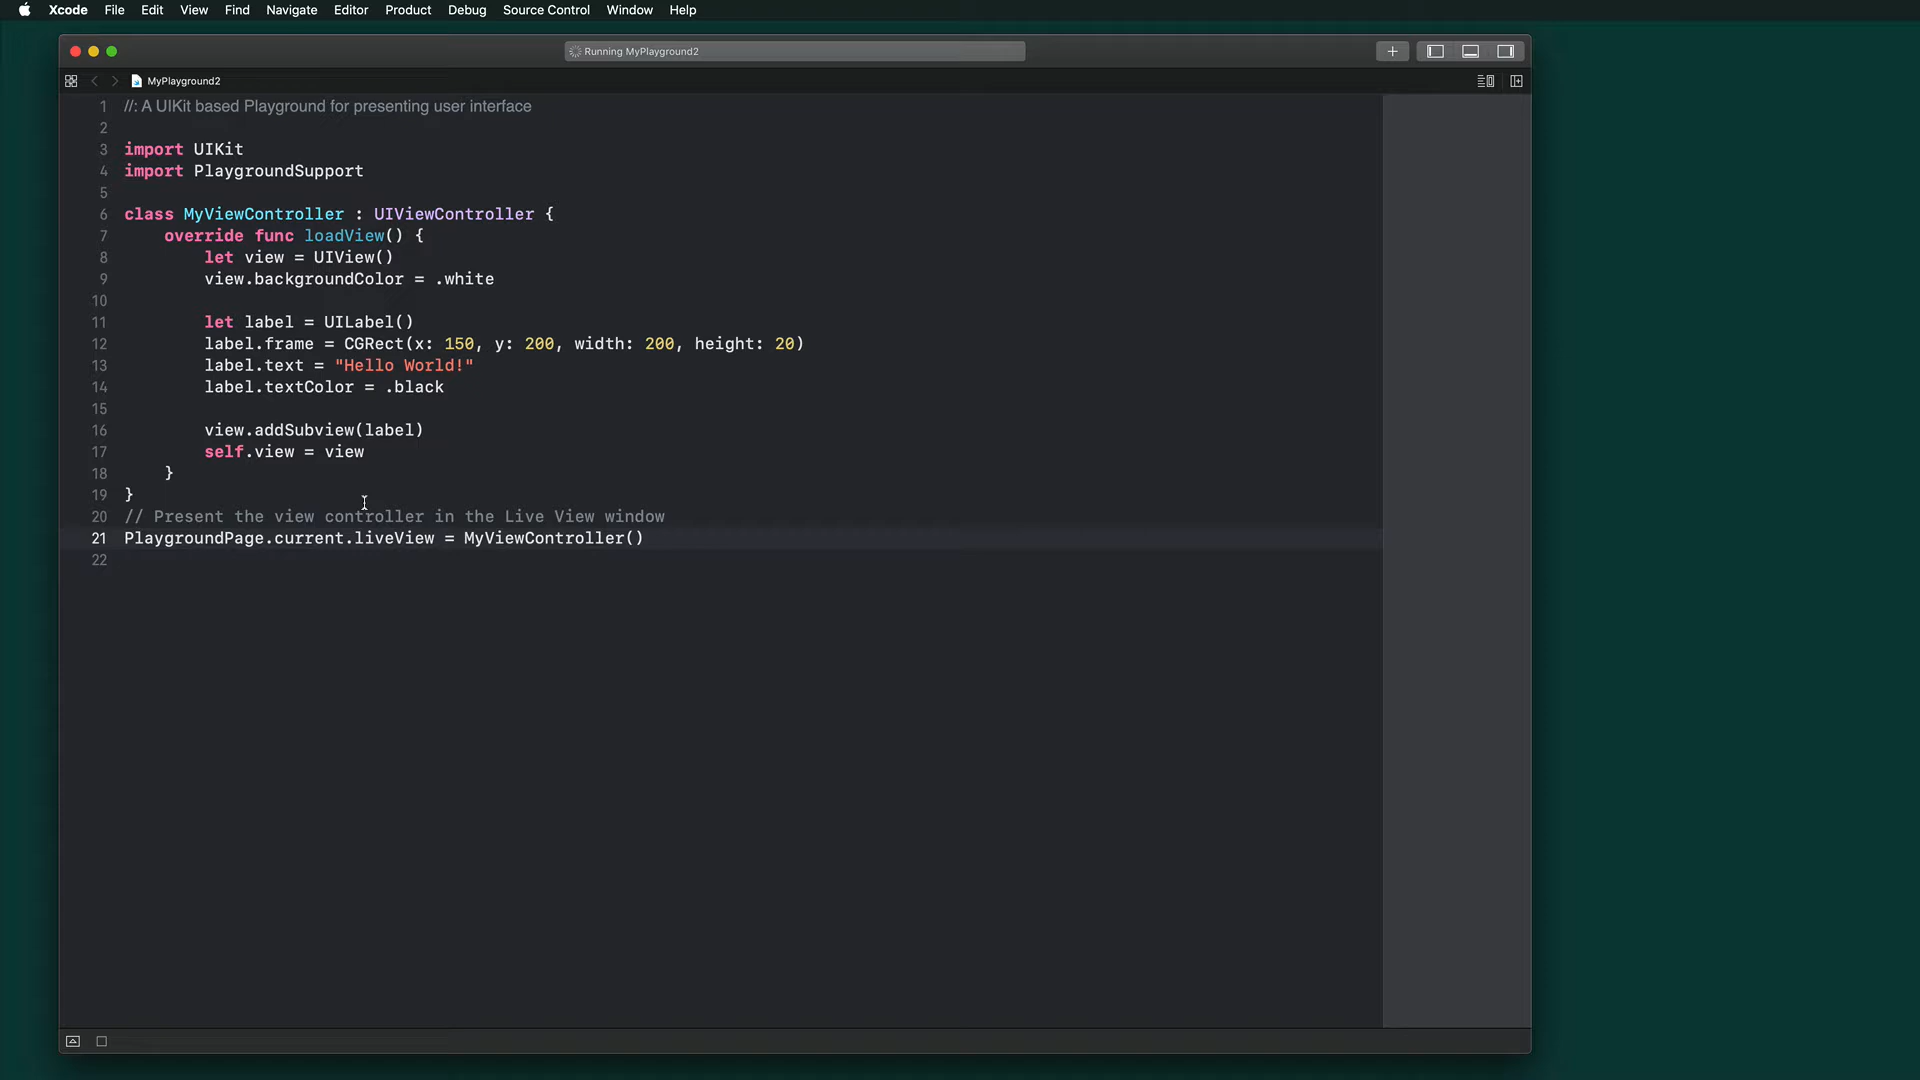 Xcode File Edit View Find Navigate Editor Product Debug Source Control Window Help
Running MyPlayground2
MyPlayground2
1 //: A UIKit based Playground for presenting user interface
2
3 import UIKit
4 import PlaygroundSupport
5
6 class MyViewController : UIViewController {
7     override func loadView() {
8         let view = UIView()
9         view.backgroundColor = .white
10
11         let label = UILabel()
12         label.frame = CGRect(x: 150, y: 200, width: 200, height: 20)
13         label.text = "Hello World!"
14         label.textColor = .black
15
16         view.addSubview(label)
17         self.view = view
18     }
19 }
20 // Present the view controller in the Live View window
21 PlaygroundPage.current.liveView = MyViewController()
22